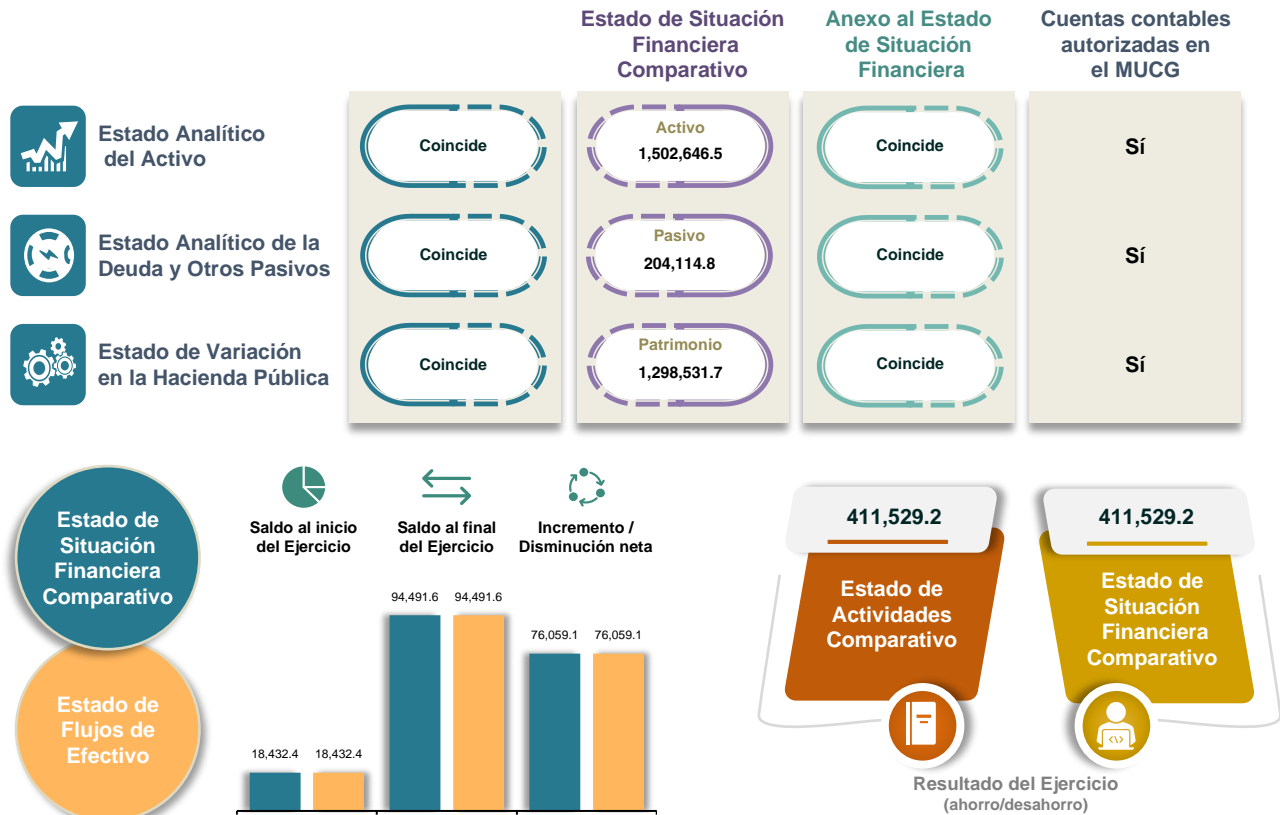 Estado de Situación
Financiera
Comparativo
Anexo al Estado
de Situación
Financiera
Cuentas contables
autorizadas en
el MUCG
Estado Analítico
del Activo
Coincide
Activo
1,502,646.5
Coincide
Sí
Estado Analítico de la
Deuda y Otros Pasivos
Coincide
Pasivo
204,114.8
Coincide
Sí
Estado de Variación
en la Hacienda Pública
Coincide
Patrimonio
1,298,531.7
Coincide
Sí
Estado de
Situación
Financiera
Comparativo
Estado de
Flujos de
Efectivo
Saldo al inicio
del Ejercicio
Saldo al final
del Ejercicio
Incremento /
Disminución neta
18,432.4 18,432.4
94,491.6 94,491.6
76,059.1 76,059.1
411,529.2
Estado de
Actividades
Comparativo
411,529.2
Estado de
Situación
Financiera
Comparativo
Resultado del Ejercicio
(ahorro/desahorro)